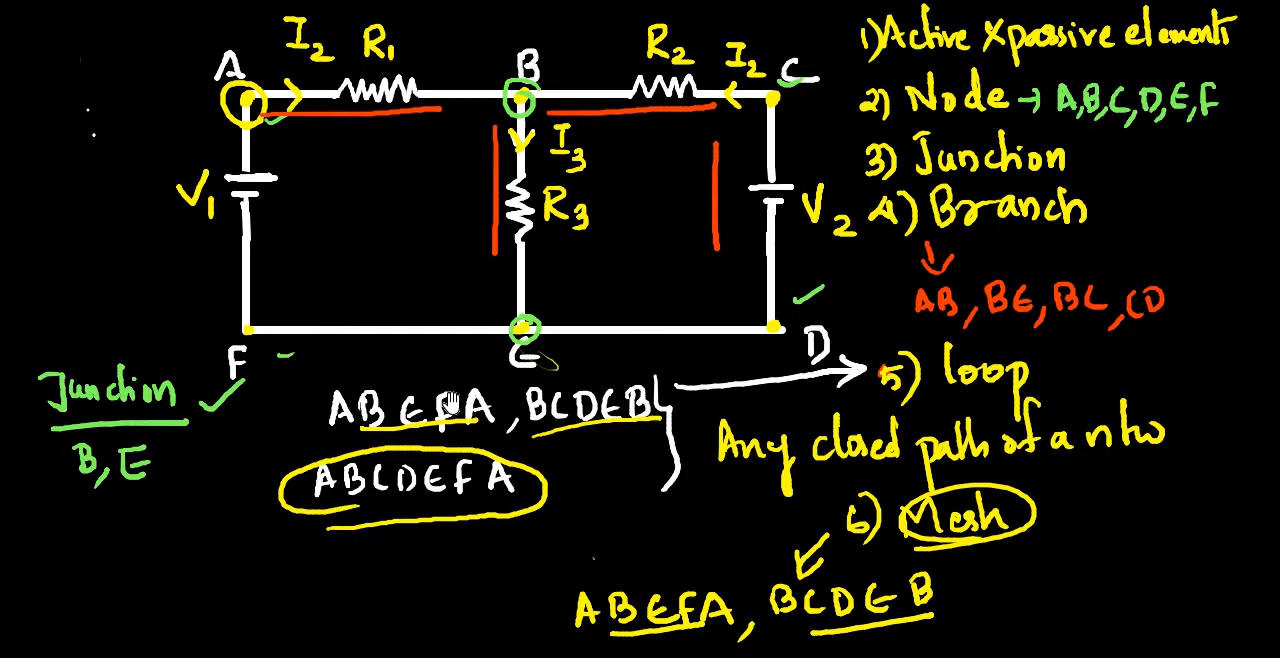 I2 R1
R2 I2
A B C
V1
I3
R3
V2
F E D
Junction
B, E
ABEFA, BCDEB
ABCDEFA
1) Active & passive elements
2) Node → A,B,C,D,E,F
3) Junction
4) Branch
AB, BE, BC, CD
5) loop
Any closed path of a ntw
6) Mesh
ABEFA, BCDEB